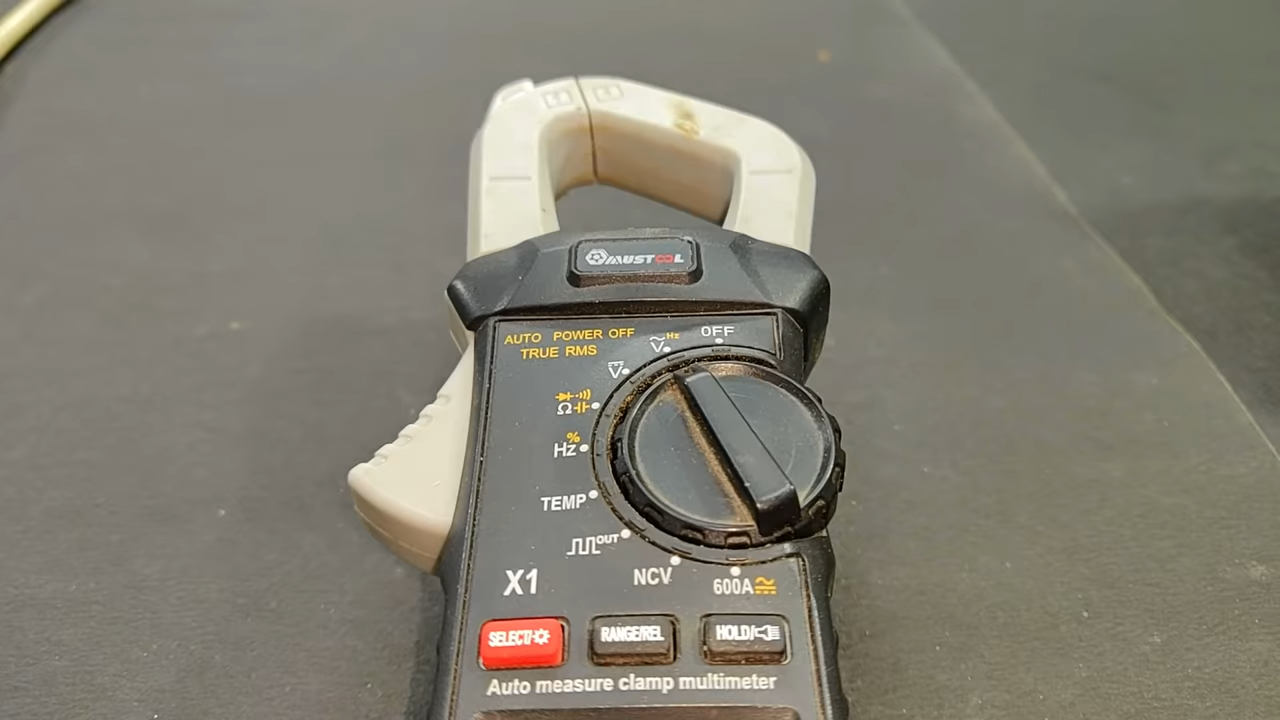 MUSTOOL
AUTO POWER OFF
TRUE RMS
V Hz
OFF
V
Ω
%
Hz
TEMP
OUT
NCV
600A
X1
SELECT/
RANGE/REL
HOLD/
Auto measure clamp multimeter